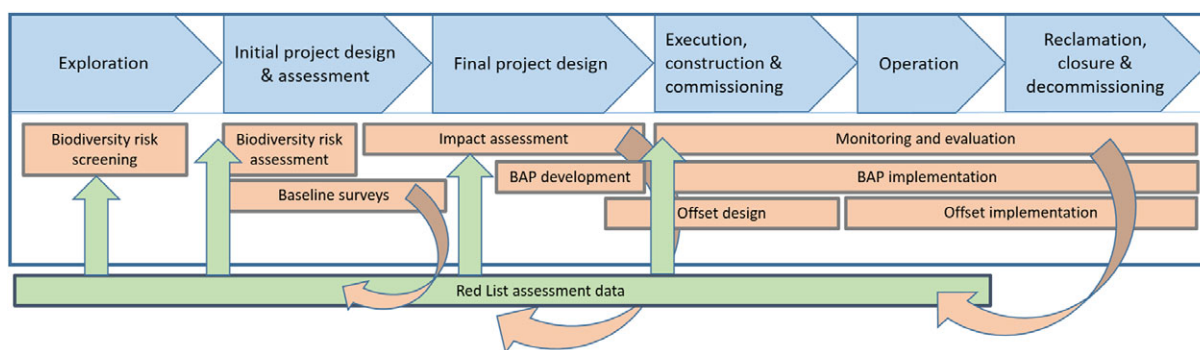 Exploration
Initial project design
& assessment
Final project design
Execution,
construction &
commissioning
Operation
Reclamation,
closure &
decommissioning
Biodiversity risk
screening
Biodiversity risk
assessment
Impact assessment
Monitoring and evaluation
Baseline surveys
BAP development
BAP implementation
Offset design
Offset implementation
Red List assessment data